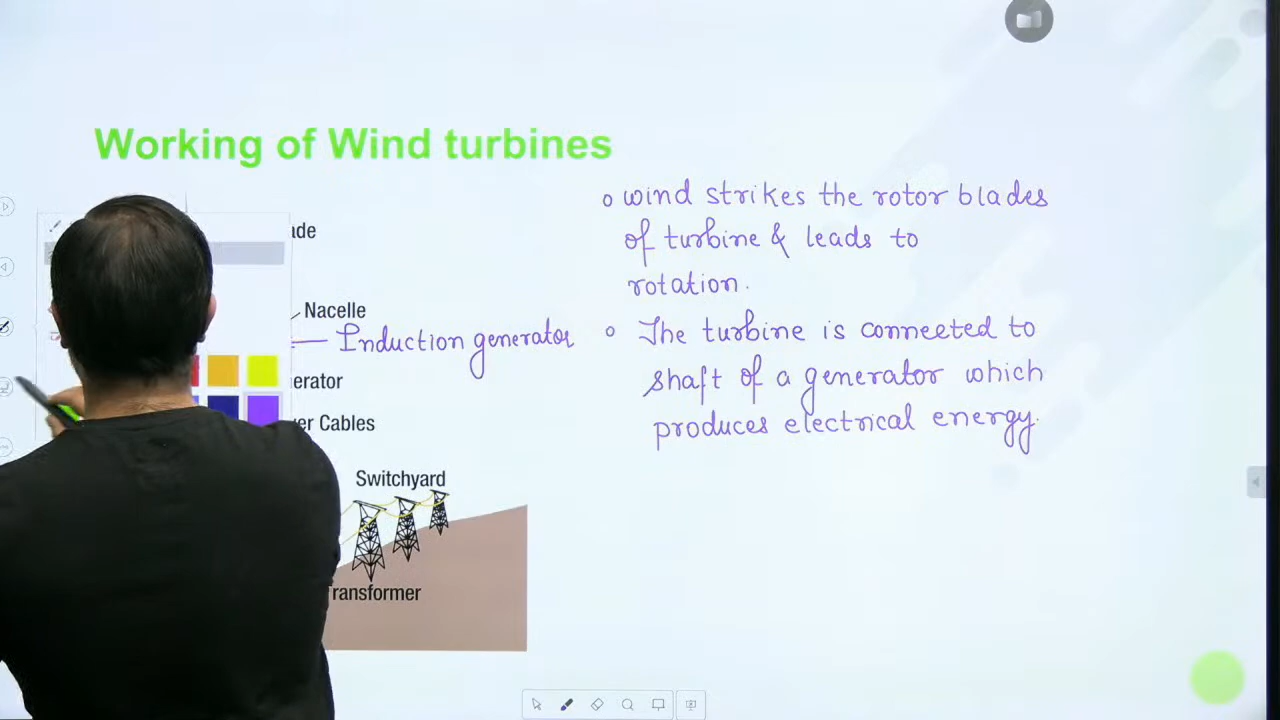 Working of Wind turbines
ade
Nacelle
Induction generator
erator
er Cables
Switchyard
ransformer
o wind strikes the rotor blades
of turbine & leads to
rotation.
o The turbine is connected to
shaft of a generator which
produces electrical energy.